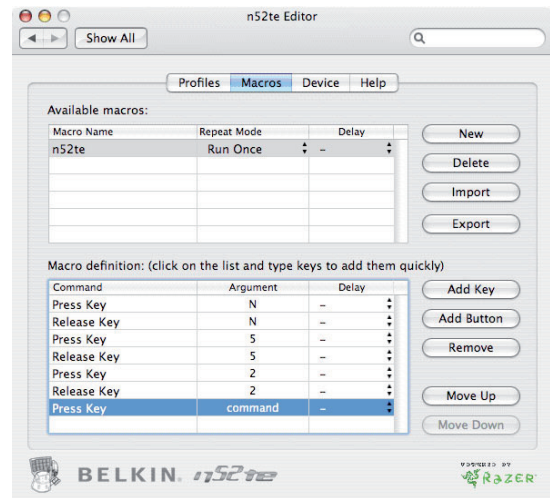 n52te Editor
Show All
Profiles Macros Device Help
Available macros:
Macro Name Repeat Mode Delay
n52te Run Once –
New
Delete
Import
Export
Macro definition: (click on the list and type keys to add them quickly)
Command Argument Delay
Press Key N –
Release Key N –
Press Key 5 –
Release Key 5 –
Press Key 2 –
Release Key 2 –
Press Key command –
Add Key
Add Button
Remove
Move Up
Move Down
BELKIN. n52te
POWERED BY
RAZER